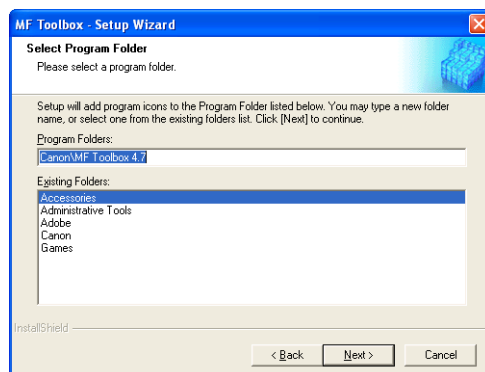 MF Toolbox - Setup Wizard
Select Program Folder
Please select a program folder.
Setup will add program icons to the Program Folder listed below. You may type a new folder
name, or select one from the existing folders list. Click [Next] to continue.
Program Folders:
Canon\MF Toolbox 4.7
Existing Folders:
Accessories
Administrative Tools
Adobe
Canon
Games
InstallShield
< Back Next > Cancel